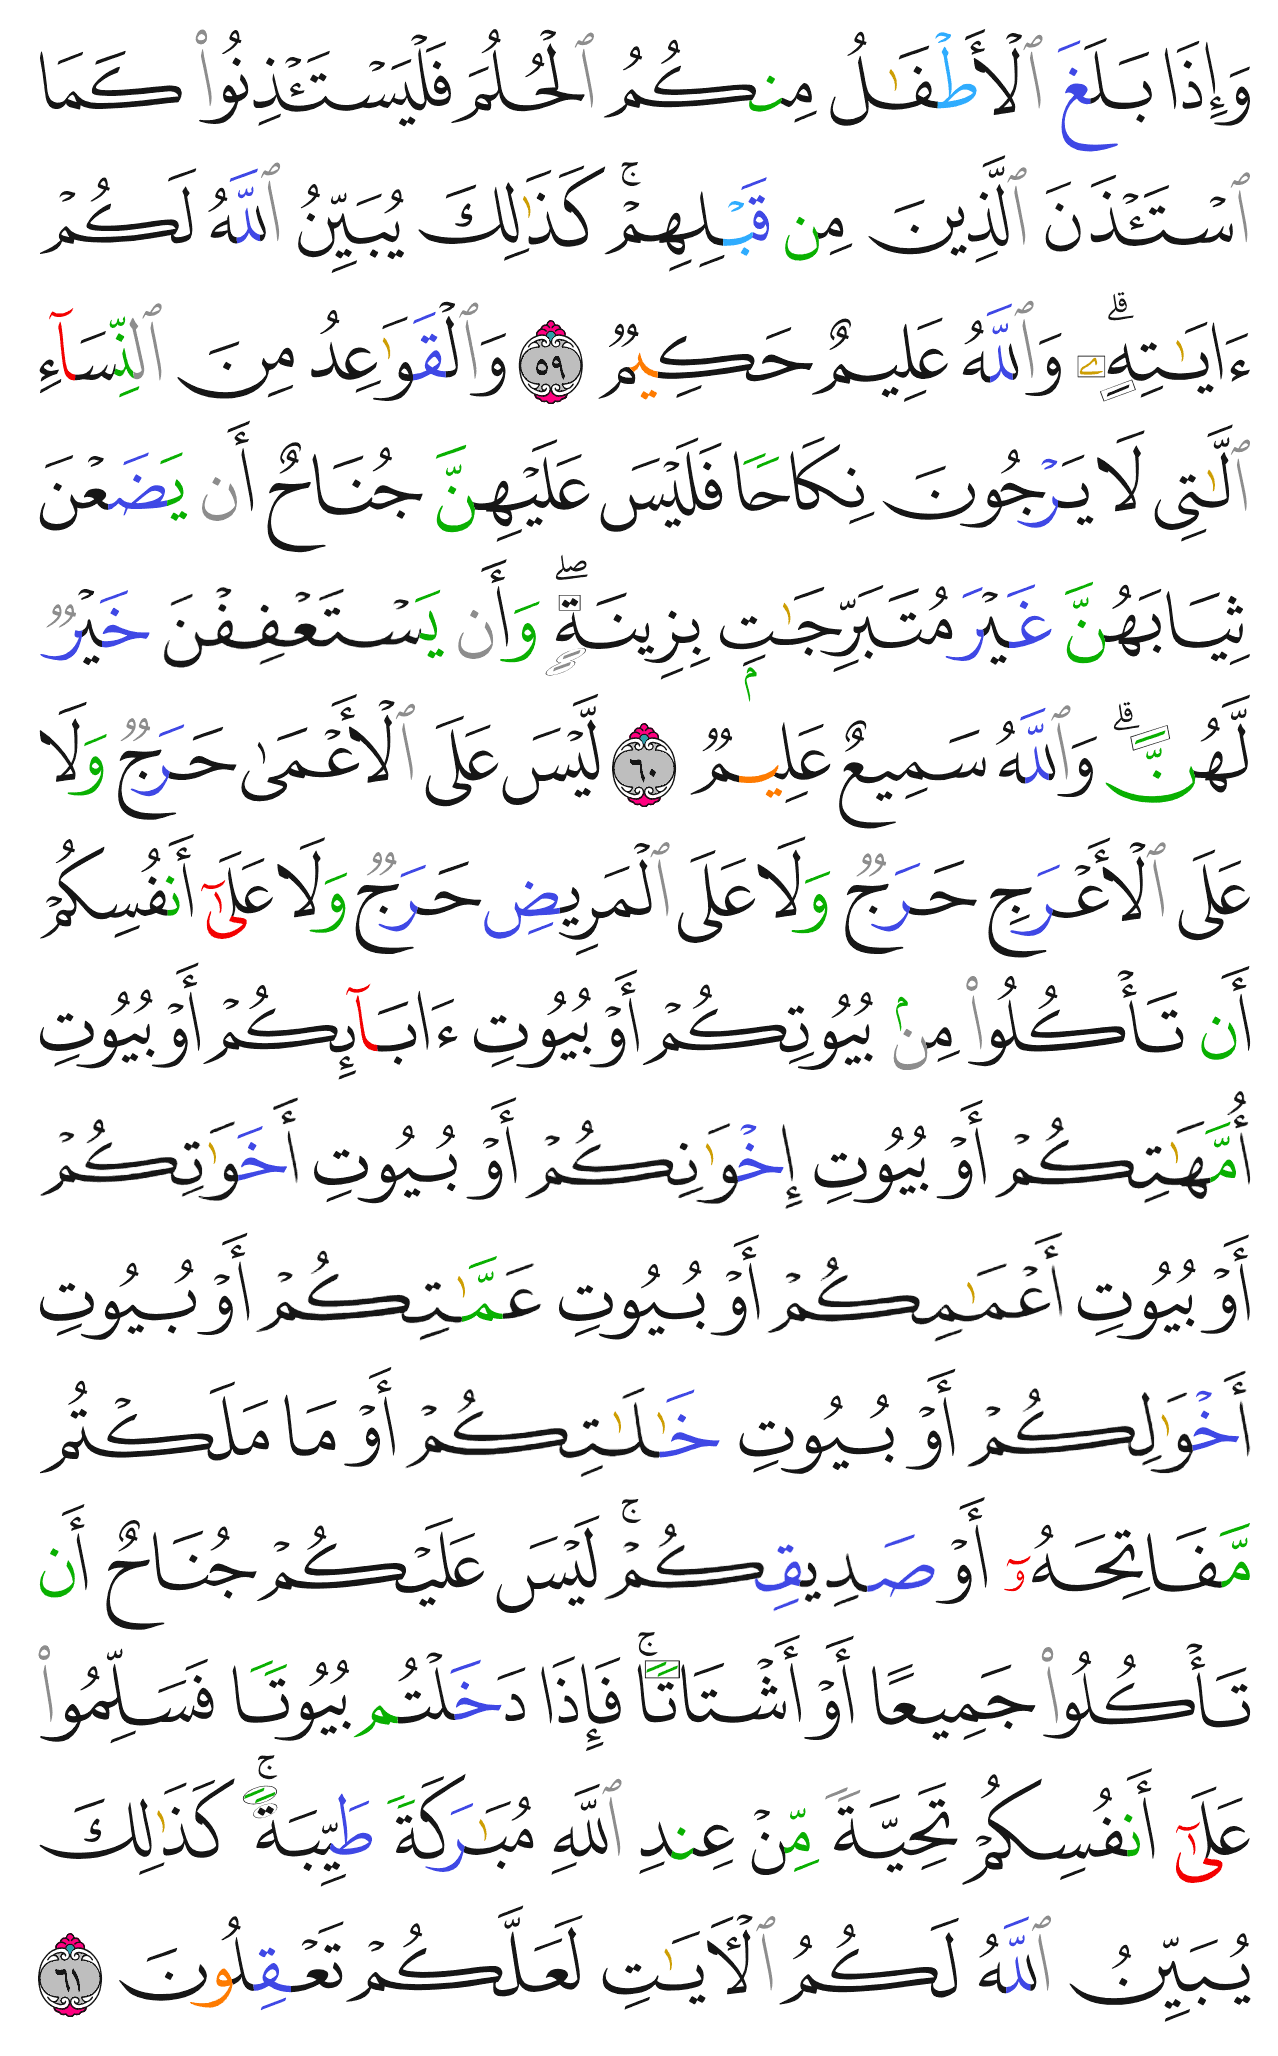 وَإِذَا بَلَغَ ٱلْأَطْفَـٰلُ مِنكُمُ ٱلْحُلُمَ فَلْيَسْتَـْٔذِنُوا۟ كَمَا
ٱسْتَـْٔذَنَ ٱلَّذِينَ مِن قَبْلِهِمْ ۚ كَذَٰلِكَ يُبَيِّنُ ٱللَّهُ لَكُمْ
ءَايَـٰتِهِۦ ۗ وَٱللَّهُ عَلِيمٌ حَكِيمٌ ٥٩ وَٱلْقَوَٰعِدُ مِنَ ٱلنِّسَآءِ
ٱلَّـٰتِى لَا يَرْجُونَ نِكَاحًا فَلَيْسَ عَلَيْهِنَّ جُنَاحٌ أَن يَضَعْنَ
ثِيَابَهُنَّ غَيْرَ مُتَبَرِّجَـٰتٍۭ بِزِينَةٍ ۖ وَأَن يَسْتَعْفِفْنَ خَيْرٌ
لَّهُنَّ ۗ وَٱللَّهُ سَمِيعٌ عَلِيمٌ ٦٠ لَّيْسَ عَلَى ٱلْأَعْمَىٰ حَرَجٌ وَلَا
عَلَى ٱلْأَعْرَجِ حَرَجٌ وَلَا عَلَى ٱلْمَرِيضِ حَرَجٌ وَلَا عَلَىٰٓ أَنفُسِكُمْ
أَن تَأْكُلُوا۟ مِنۢ بُيُوتِكُمْ أَوْ بُيُوتِ ءَابَآئِكُمْ أَوْ بُيُوتِ
أُمَّهَـٰتِكُمْ أَوْ بُيُوتِ إِخْوَٰنِكُمْ أَوْ بُيُوتِ أَخَوَٰتِكُمْ
أَوْ بُيُوتِ أَعْمَـٰمِكُمْ أَوْ بُيُوتِ عَمَّـٰتِكُمْ أَوْ بُيُوتِ
أَخْوَٰلِكُمْ أَوْ بُيُوتِ خَـٰلَـٰتِكُمْ أَوْ مَا مَلَكْتُم
مَّفَاتِحَهُۥٓ أَوْ صَدِيقِكُمْ ۚ لَيْسَ عَلَيْكُمْ جُنَاحٌ أَن
تَأْكُلُوا۟ جَمِيعًا أَوْ أَشْتَاتًا ۚ فَإِذَا دَخَلْتُم بُيُوتًا فَسَلِّمُوا۟
عَلَىٰٓ أَنفُسِكُمْ تَحِيَّةً مِّنْ عِندِ ٱللَّهِ مُبَـٰرَكَةً طَيِّبَةً ۚ كَذَٰلِكَ
يُبَيِّنُ ٱللَّهُ لَكُمُ ٱلْـَٔايَـٰتِ لَعَلَّكُمْ تَعْقِلُونَ ٦١